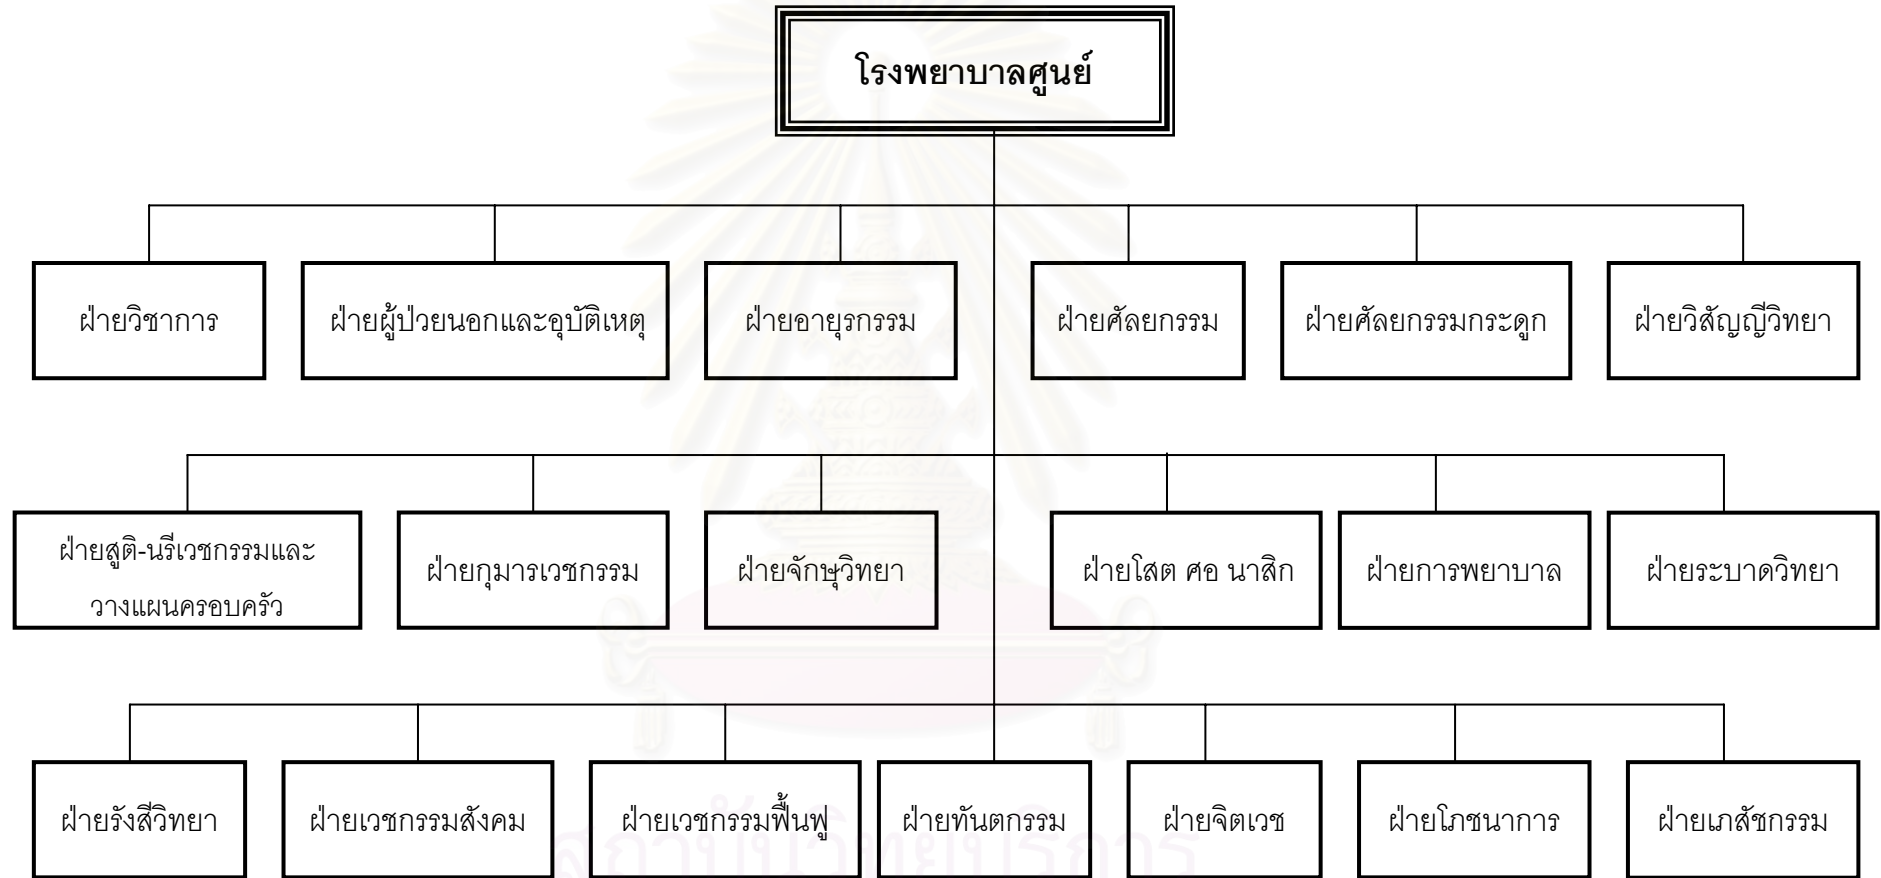 โรงพยาบาลศูนย์
ฝ่ายวิชาการ
ฝ่ายผู้ป่วยนอกและอุบัติเหตุ
ฝ่ายอายุรกรรม
ฝ่ายศัลยกรรม
ฝ่ายศัลยกรรมกระดูก
ฝ่ายวิสัญญีวิทยา
ฝ่ายสูติ-นรีเวชกรรมและ
วางแผนครอบครัว
ฝ่ายกุมารเวชกรรม
ฝ่ายจักษุวิทยา
ฝ่ายโสต ศอ นาสิก
ฝ่ายการพยาบาล
ฝ่ายระบาดวิทยา
ฝ่ายรังสีวิทยา
ฝ่ายเวชกรรมสังคม
ฝ่ายเวชกรรมฟื้นฟู
ฝ่ายทันตกรรม
ฝ่ายจิตเวช
ฝ่ายโภชนาการ
ฝ่ายเภสัชกรรม
สถาบันวิทยบริการ